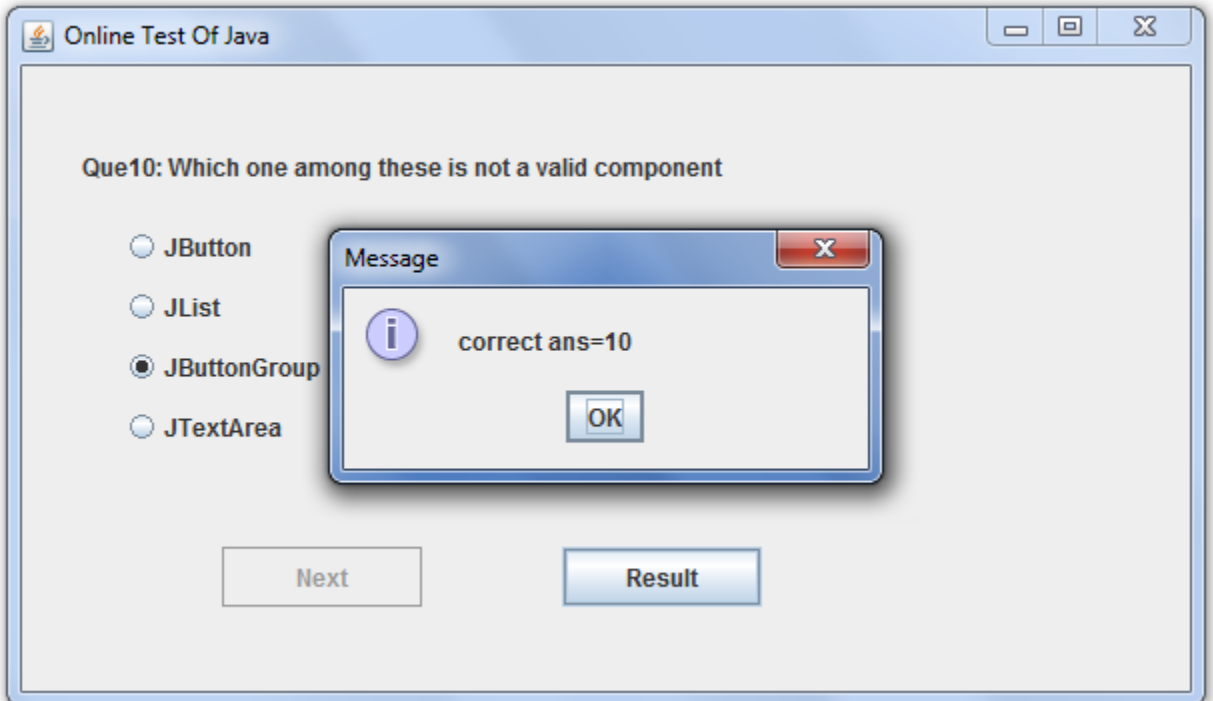 Online Test Of Java
Que10: Which one among these is not a valid component
JButton
JList
JButtonGroup
JTextArea
Message
i
correct ans=10
OK
Next
Result